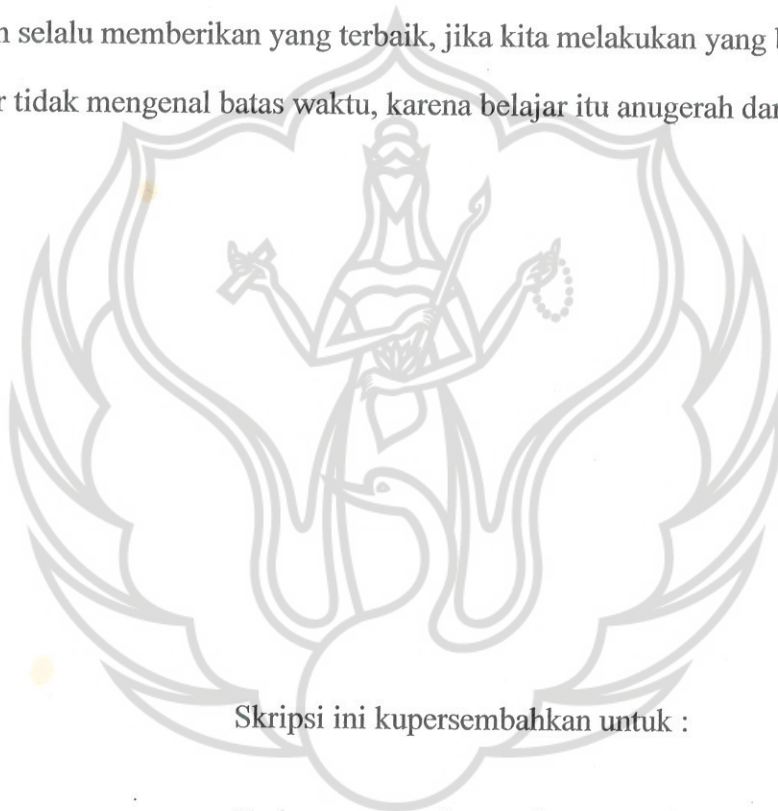 selalu memberikan yang terbaik, jika kita melakukan yang
tidak mengenal batas waktu, karena belajar itu anugerah
Skripsi ini kupersembahkan untuk :